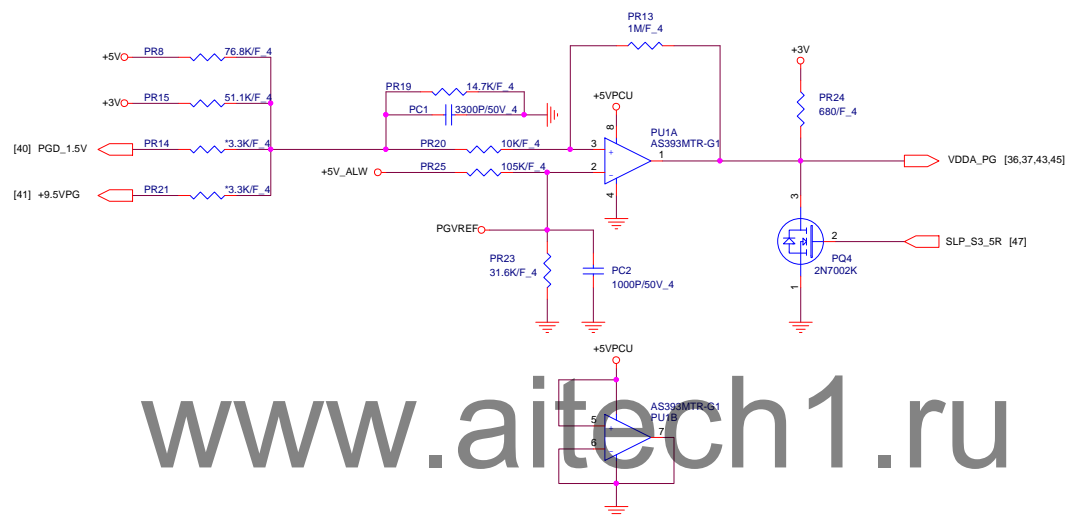 PR13
1M/F_4
+5V
PR8
76.8K/F_4
+3V
PR15
51.1K/F_4
[40] PGD_1.5V
PR14
*3.3K/F_4
[41] +9.5VPG
PR21
*3.3K/F_4
PR19
14.7K/F_4
PC1
3300P/50V_4
PR20
10K/F_4
+5V_ALW
PR25
105K/F_4
+5VPCU
8
3
+
2
-
1
4
PU1A
AS393MTR-G1
+3V
PR24
680/F_4
VDDA_PG [36,37,43,45]
3
2
1
SLP_S3_5R [47]
PQ4
2N7002K
PGVREF
PR23
31.6K/F_4
PC2
1000P/50V_4
+5VPCU
AS393MTR-G1
PU1B
5
+
6
-
7
www.aitech1.ru